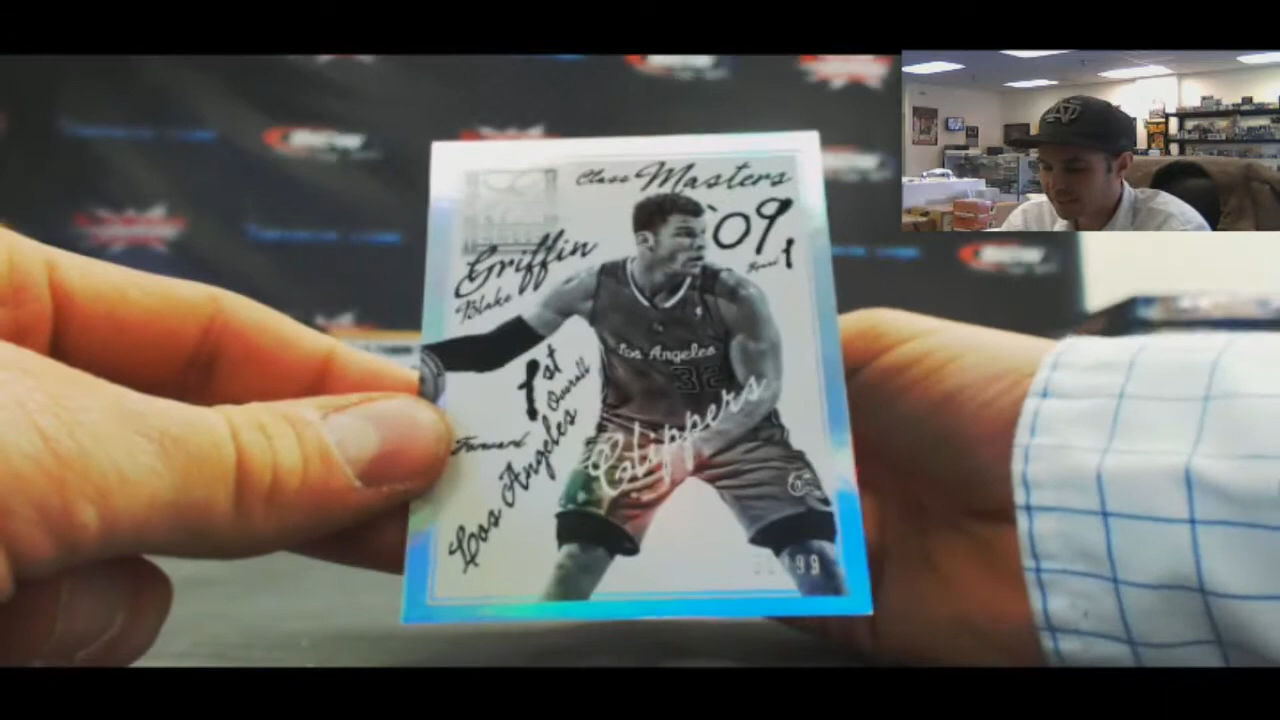 Class Masters
'09
Round 1
Griffin
Blake
1st
Overall
Forward
Los Angeles
Clippers
Los Angeles
32